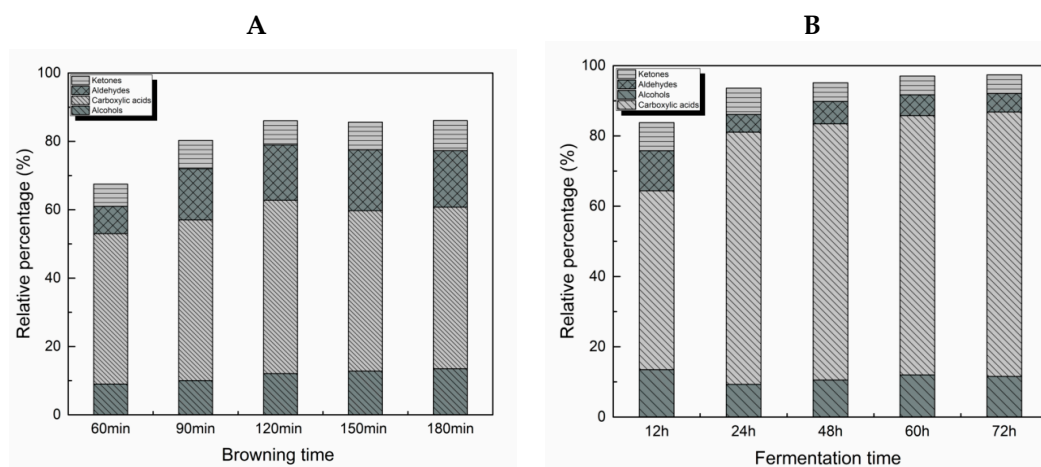 A
100
80
60
40
20
0
Relative percentage (%)
Ketones
Aldehydes
Carboxylic acids
Alcohols
60min 90min 120min 150min 180min
Browning time
B
100
80
60
40
20
0
Relative percentage (%)
Ketones
Aldehydes
Alcohols
Carboxylic acids
12h 24h 48h 60h 72h
Fermentation time